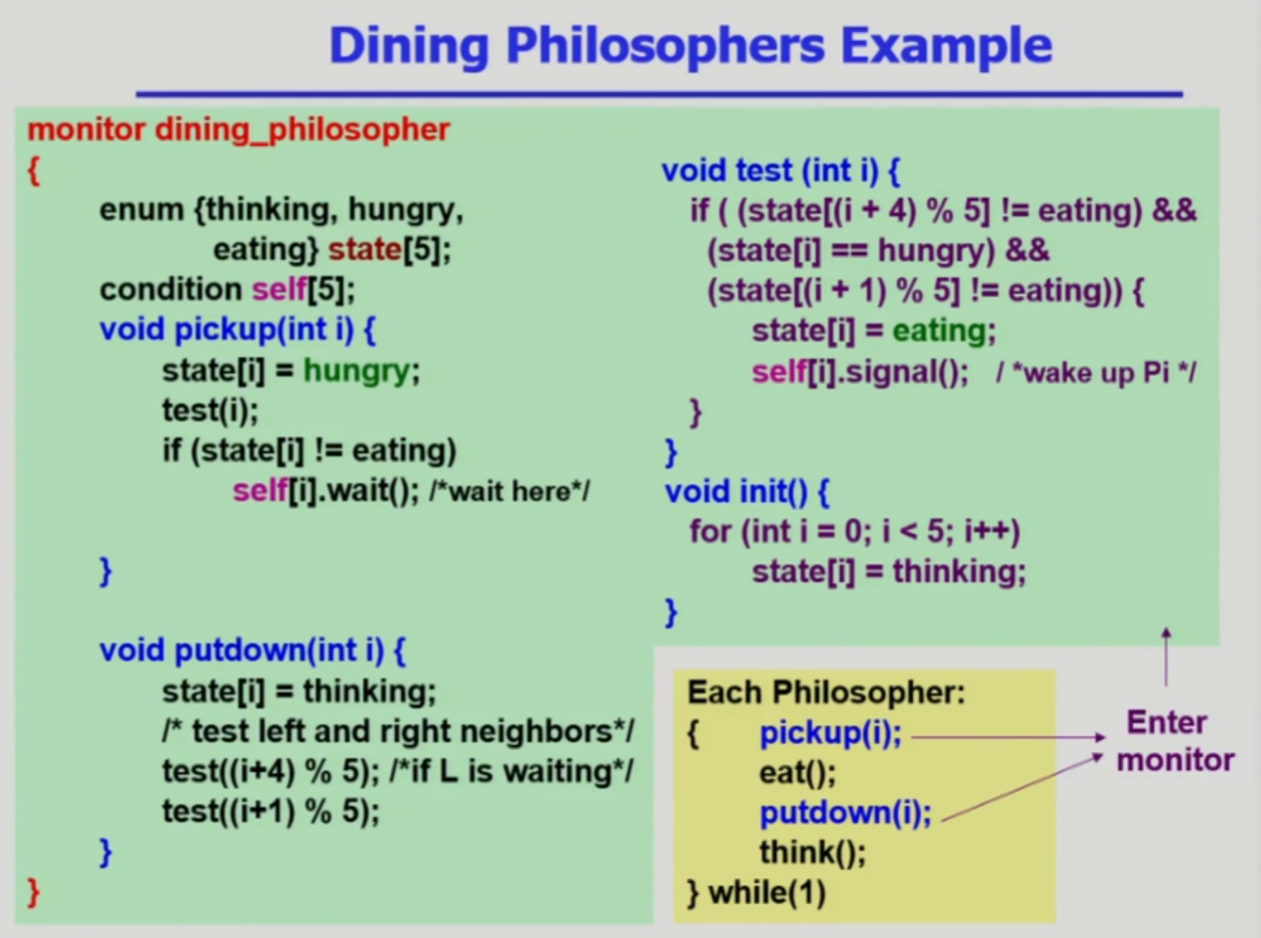 Dining Philosophers Example
monitor dining_philosopher
{
enum {thinking, hungry,
eating} state[5];
condition self[5];
void pickup(int i) {
state[i] = hungry;
test(i);
if (state[i] != eating)
self[i].wait(); /*wait here*/
}
void putdown(int i) {
state[i] = thinking;
/* test left and right neighbors*/
test((i+4) % 5); /*if L is waiting*/
test((i+1) % 5);
}
}
void test (int i) {
if ( (state[(i + 4) % 5] != eating) &&
(state[i] == hungry) &&
(state[(i + 1) % 5] != eating)) {
state[i] = eating;
self[i].signal(); / *wake up Pi */
}
}
void init() {
for (int i = 0; i < 5; i++)
state[i] = thinking;
}
Each Philosopher:
{ pickup(i);
eat();
putdown(i);
think();
} while(1)
Enter
monitor